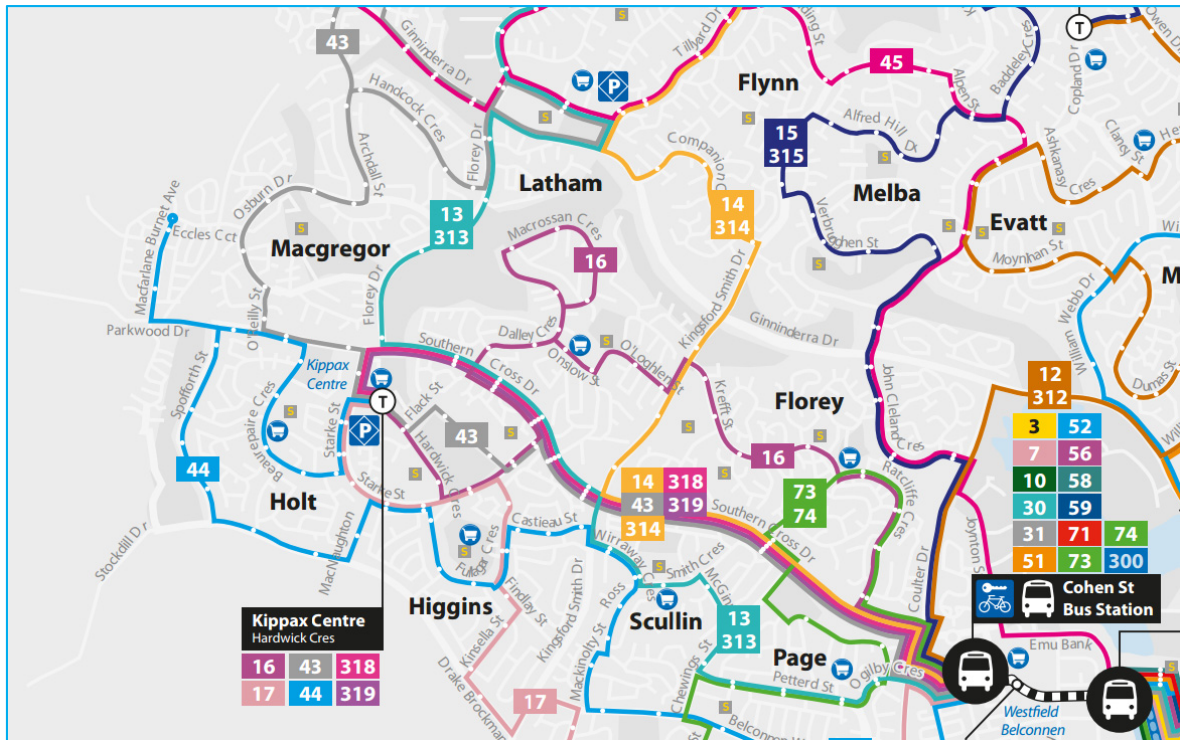 43
Ginninderra Dr
Tillyard Dr
45
Flynn
Baddeley Cres
Alpen St
T
Owen D
Copland Dr
Clancy St
Handcock Cres
Archdall St
Florey Dr
Companion C
Alfred Hill
Dr
15
315
Ashkanasy
Cres
Latham
Melba
Evatt
Osburn Dr
Eccles Cct
Macfarlane Burnet Ave
Macgregor
13
313
Macrossan Cres
16
14
314
Cohen St
Moynihan St
Parkwood Dr
O'Reilly St
Florey Dr
Kingsford Smith Dr
Ginninderra Dr
William
Webb Dr
Dumas St
Kippax
Centre
Southern
Cross Dr
Dalley Cres
Onslow St
O'Loghlen St
Krefft St
Florey
John Cleland Cres
12
312
Spofforth St
Beaurepaire Cres
Starke St
T
P
Flack St
Hardwick Cres
43
16
3
52
7
56
10
58
30
59
31
71
74
51
73
300
44
Holt
Starke St
14
318
43
319
314
73
74
Southern
Cross Dr
Ratcliffe
Cres
Coulter Dr
Joynton S
Stockdill Dr
MacNaughton
Castieau St
Wirraway Cres
Smith Cres
Fullagar Cres
Higgins
Findlay St
Kingsford Smith Dr
Ross
Scullin
13
313
Cohen St
Bus Station
Kippax Centre
Hardwick Cres
16
43
318
17
44
319
Kinsella St
Drake Brockman
17
Mackinolty St
Chewings St
Page
Petterd St
Ogilby Cres
Emu Bank
Westfield
Belconnen